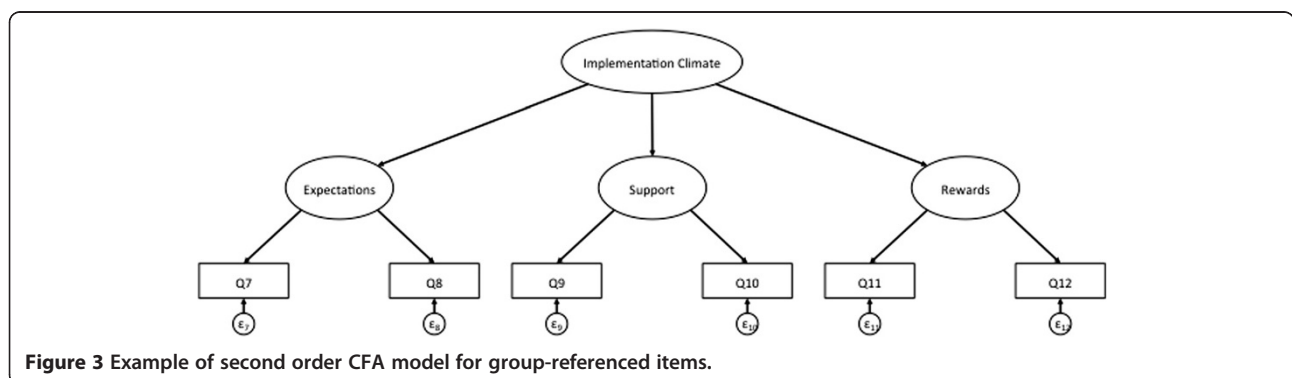 Implementation Climate
Expectations Support Rewards
Q7 Q8 Q9 Q10 Q11 Q12
ε7 ε8 ε9 ε10 ε11 ε12
Figure 3 Example of second order CFA model for group-referenced items.